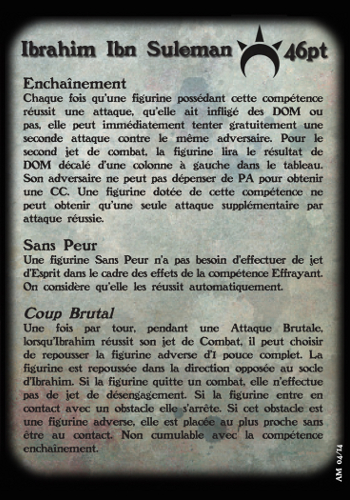 Ibrahim Ibn Suleman 46pt
Enchaînement
Chaque fois qu'une figurine possédant cette compétence
réussit une attaque, qu'elle ait infligé des DOM ou
pas, elle peut immédiatement tenter gratuitement une
seconde attaque contre le même adversaire. Pour le
second jet de combat, la figurine lira le résultat de
DOM décalé d'une colonne à gauche dans le tableau.
Son adversaire ne peut pas dépenser de PA pour obtenir
une CC. Une figurine dotée de cette compétence ne
peut obtenir qu'une seule attaque supplémentaire par
attaque réussie.
Sans Peur
Une figurine Sans Peur n'a pas besoin d'effectuer de jet
d'Esprit dans le cadre des effets de la compétence Effrayant.
On considère qu'elle les réussit automatiquement.
Coup Brutal
Une fois par tour, pendant une Attaque Brutale,
lorsqu'Ibrahim réussit son jet de Combat, il peut choisir
de repousser la figurine adverse d'1 pouce complet. La
figurine est repoussée dans la direction opposée au socle
d'Ibrahim. Si la figurine quitte un combat, elle n'effectue
pas de jet de désengagement. Si la figurine entre en
contact avec un obstacle elle s'arrête. Si cet obstacle est
une figurine adverse, elle est placée au plus proche sans
être au contact. Non cumulable avec la compétence
enchaînement.
AM 04/14